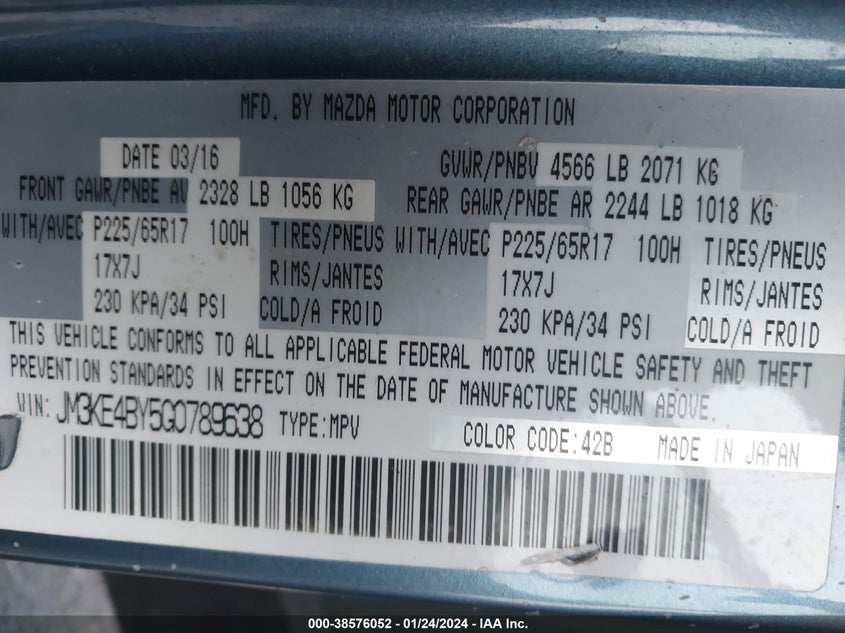 MFD. BY MAZDA MOTOR CORPORATION
DATE 03/16
GVWR/PNBV 4566 LB 2071 KG
FRONT GAWR/PNBE AV 2328 LB 1056 KG
REAR GAWR/PNBE AR 2244 LB 1018 KG
WITH/AVEC P225/65R17 100H TIRES/PNEUS WITH/AVEC P225/65R17 100H TIRES/PNEUS
17X7J RIMS/JANTES 17X7J RIMS/JANTES
230 KPA/34 PSI COLD/A FROID 230 KPA/34 PSI COLD/A FROID
THIS VEHICLE CONFORMS TO ALL APPLICABLE FEDERAL MOTOR VEHICLE SAFETY AND THEFT
PREVENTION STANDARDS IN EFFECT ON THE DATE OF MANUFACTURE SHOWN ABOVE.
VIN: JM3KE4BY5G0789638 TYPE:MPV COLOR CODE:42B MADE IN JAPAN
000-38576052 - 01/24/2024 - IAA Inc.